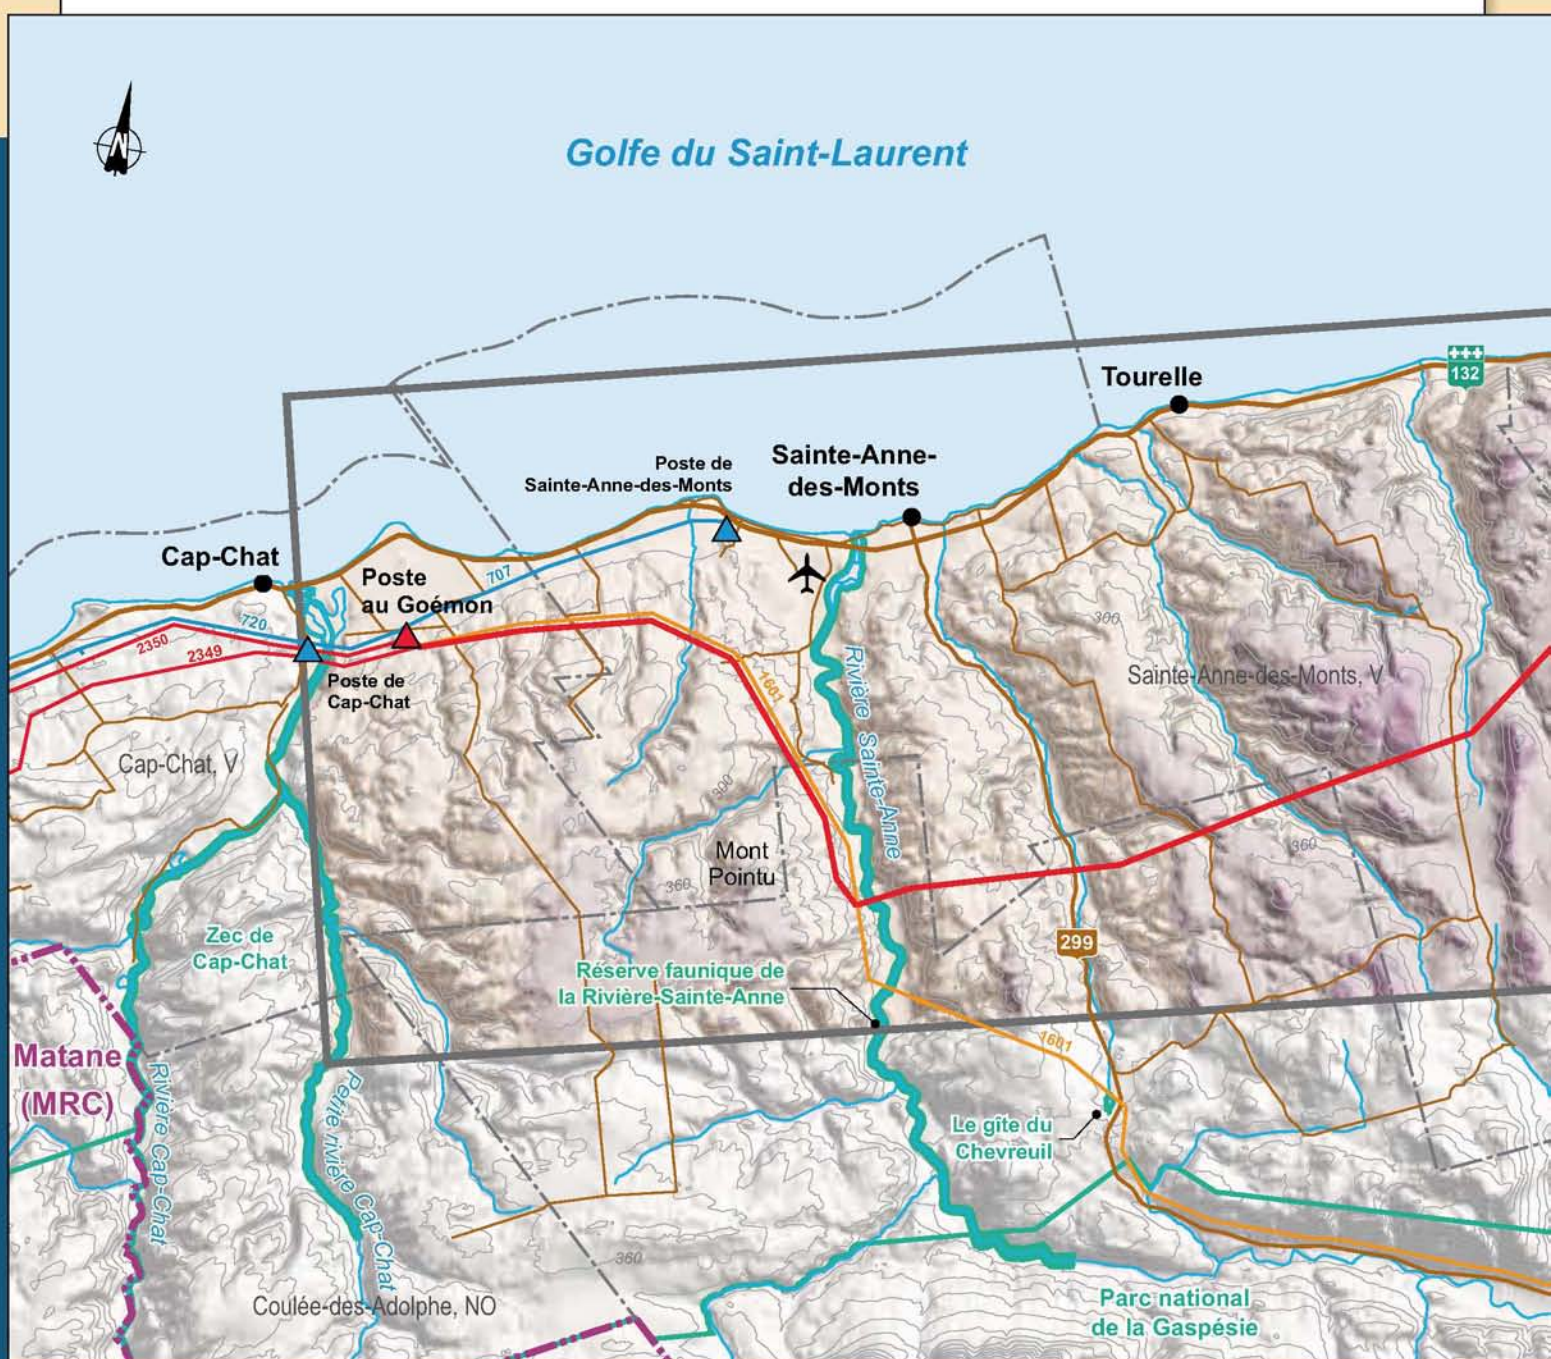 N
Golfe du Saint-Laurent
132
Tourelle
Sainte-Anne-
des-Monts
Poste de
Sainte-Anne-des-Monts
Cap-Chat
Poste
au Goémon
707
720
2350
2349
Poste de
Cap-Chat
1601
300
Sainte-Anne-des-Monts, V
Rivière Sainte-Anne
Cap-Chat, V
300
Mont
Pointu
360
360
Zec de
Cap-Chat
299
Réserve faunique de
la Rivière-Sainte-Anne
1601
Matane
(MRC)
Rivière Cap-Chat
Petite rivière Cap-Chat
Le gîte du
Chevreuil
360
Coulée-des-Adolphe, NO
Parc national
de la Gaspésie